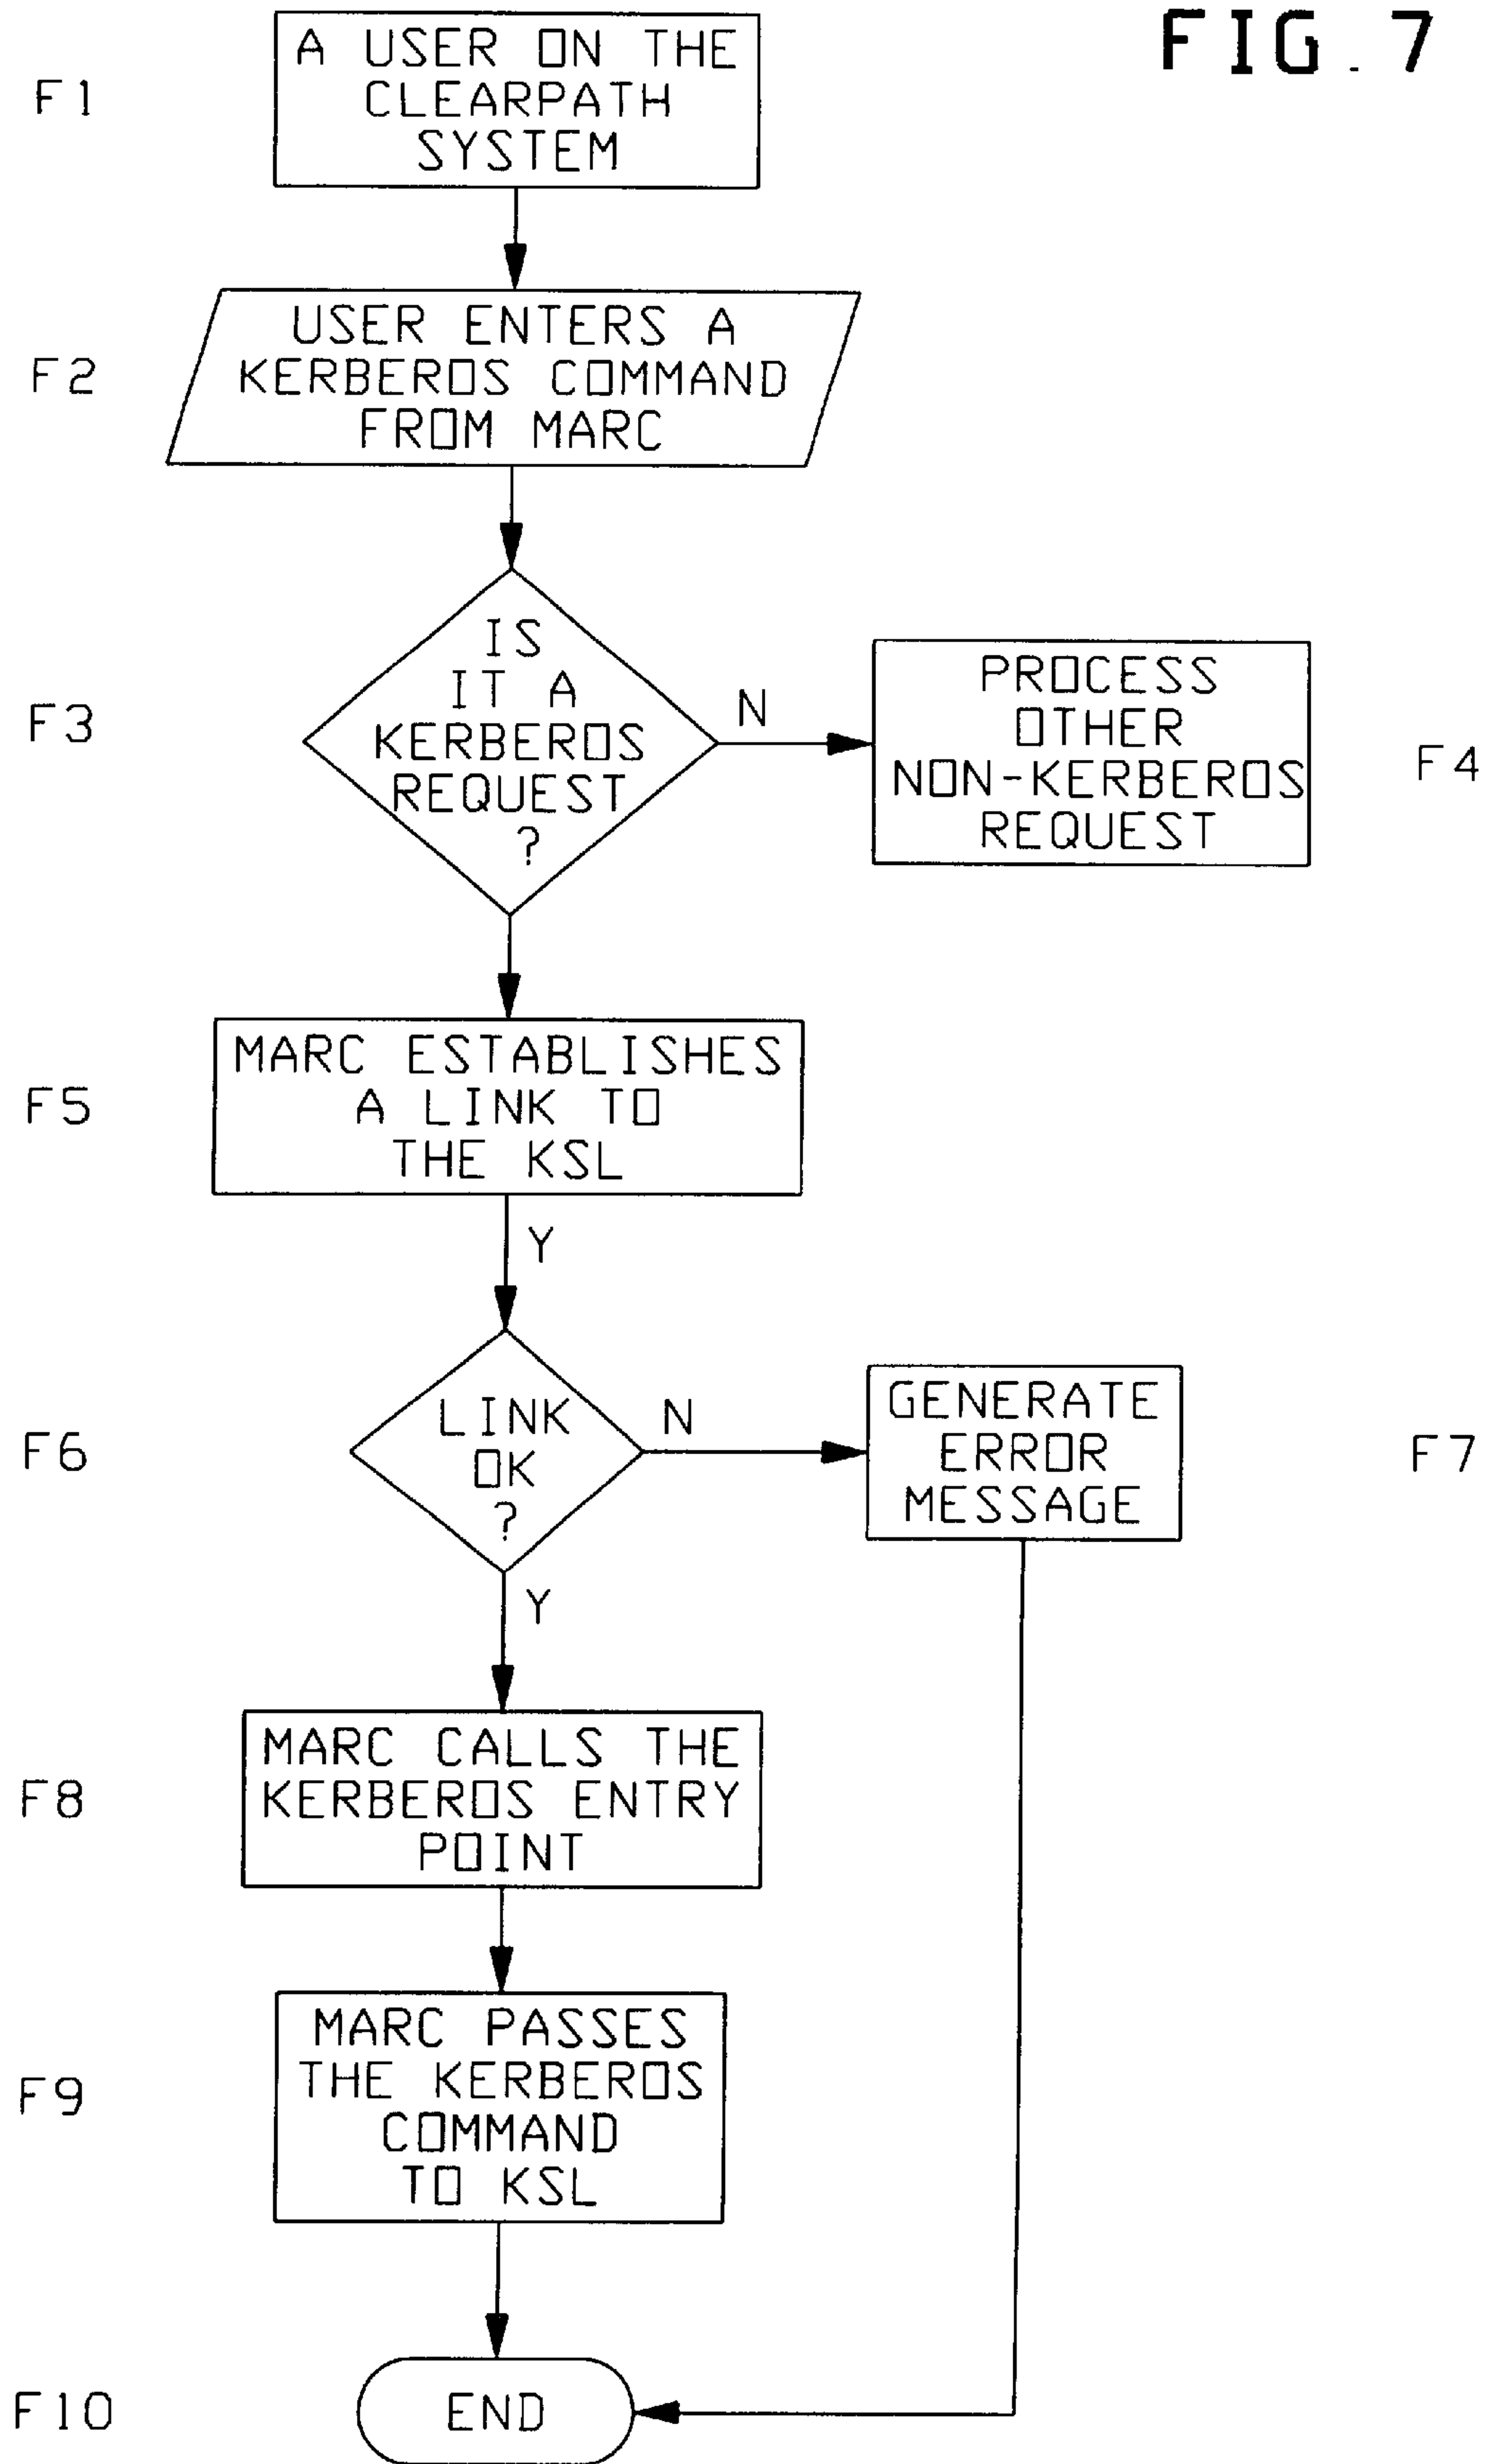 FIG. 7
F1
A USER ON THE
CLEARPATH
SYSTEM
F2
USER ENTERS A
KERBEROS COMMAND
FROM MARC
F3
IS
IT A
KERBEROS
REQUEST
?
N
PROCESS
OTHER
NON-KERBEROS
REQUEST
F4
F5
MARC ESTABLISHES
A LINK TO
THE KSL
Y
F6
LINK
OK
?
N
GENERATE
ERROR
MESSAGE
F7
Y
F8
MARC CALLS THE
KERBEROS ENTRY
POINT
F9
MARC PASSES
THE KERBEROS
COMMAND
TO KSL
F10
END